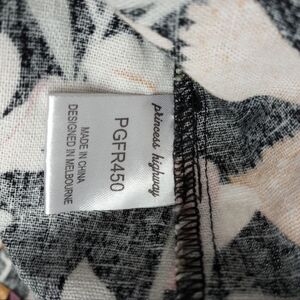 princess highway
PGFR450
MADE IN CHINA
DESIGNED IN MELBOURNE